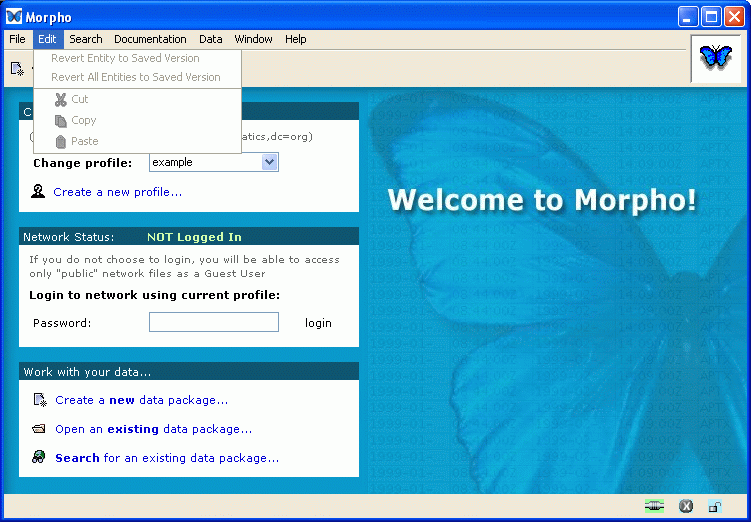 Morpho
File Edit Search Documentation Data Window Help
Revert Entity to Saved Version
Revert All Entities to Saved Version
Cut
Copy
Paste
C
( atics,dc=org)
Change profile: example
Create a new profile...
Welcome to Morpho!
Network Status: NOT Logged In
If you do not choose to login, you will be able to access
only "public" network files as a Guest User
Login to network using current profile:
Password: login
Work with your data...
Create a new data package...
Open an existing data package...
Search for an existing data package...